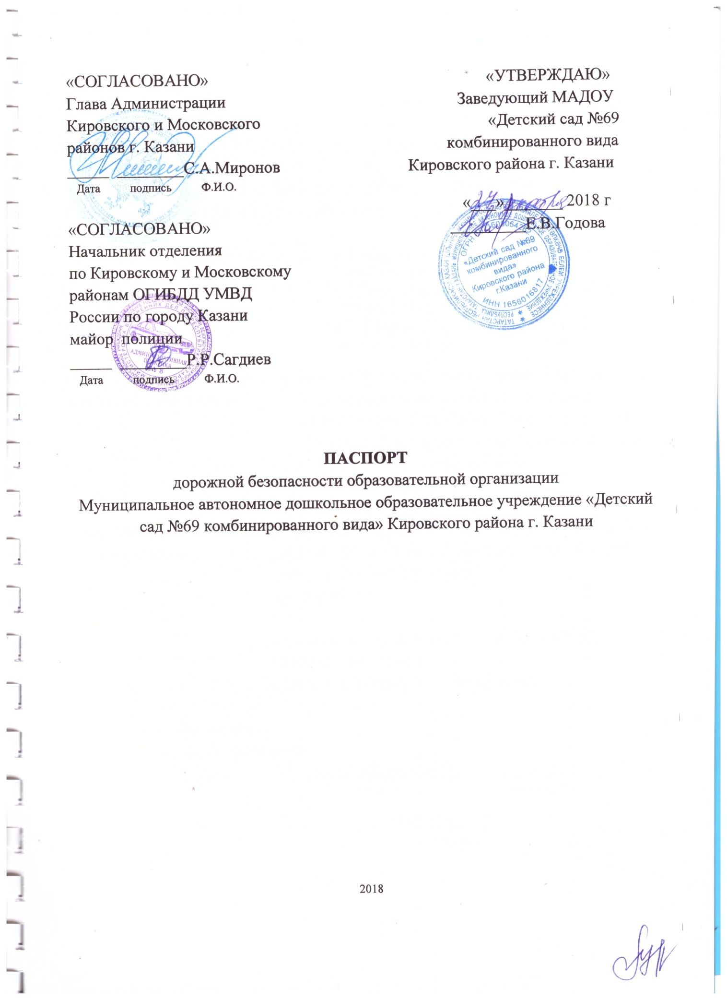 «СОГЛАСОВАНО»
Глава Администрации
Кировского и Московского
районов г. Казани
_____ ________С.А.Миронов
Дата подпись Ф.И.О.
«СОГЛАСОВАНО»
Начальник отделения
по Кировскому и Московскому
районам ОГИБДД УМВД
России по городу Казани
майор полиции
_____ ________Р.Р.Сагдиев
Дата подпись Ф.И.О.
«УТВЕРЖДАЮ»
Заведующий МАДОУ
«Детский сад №69
комбинированного вида
Кировского района г. Казани
«27» 2018 г
_________Е.В.Годова
«Детский сад №69
комбинированного
вида»
Кировского района
г.Казани
ИНН 1656016817
АДМИНИСТРАТИВНАЯ
ПАСПОРТ
дорожной безопасности образовательной организации
Муниципальное автономное дошкольное образовательное учреждение «Детский
сад №69 комбинированного вида» Кировского района г. Казани
2018